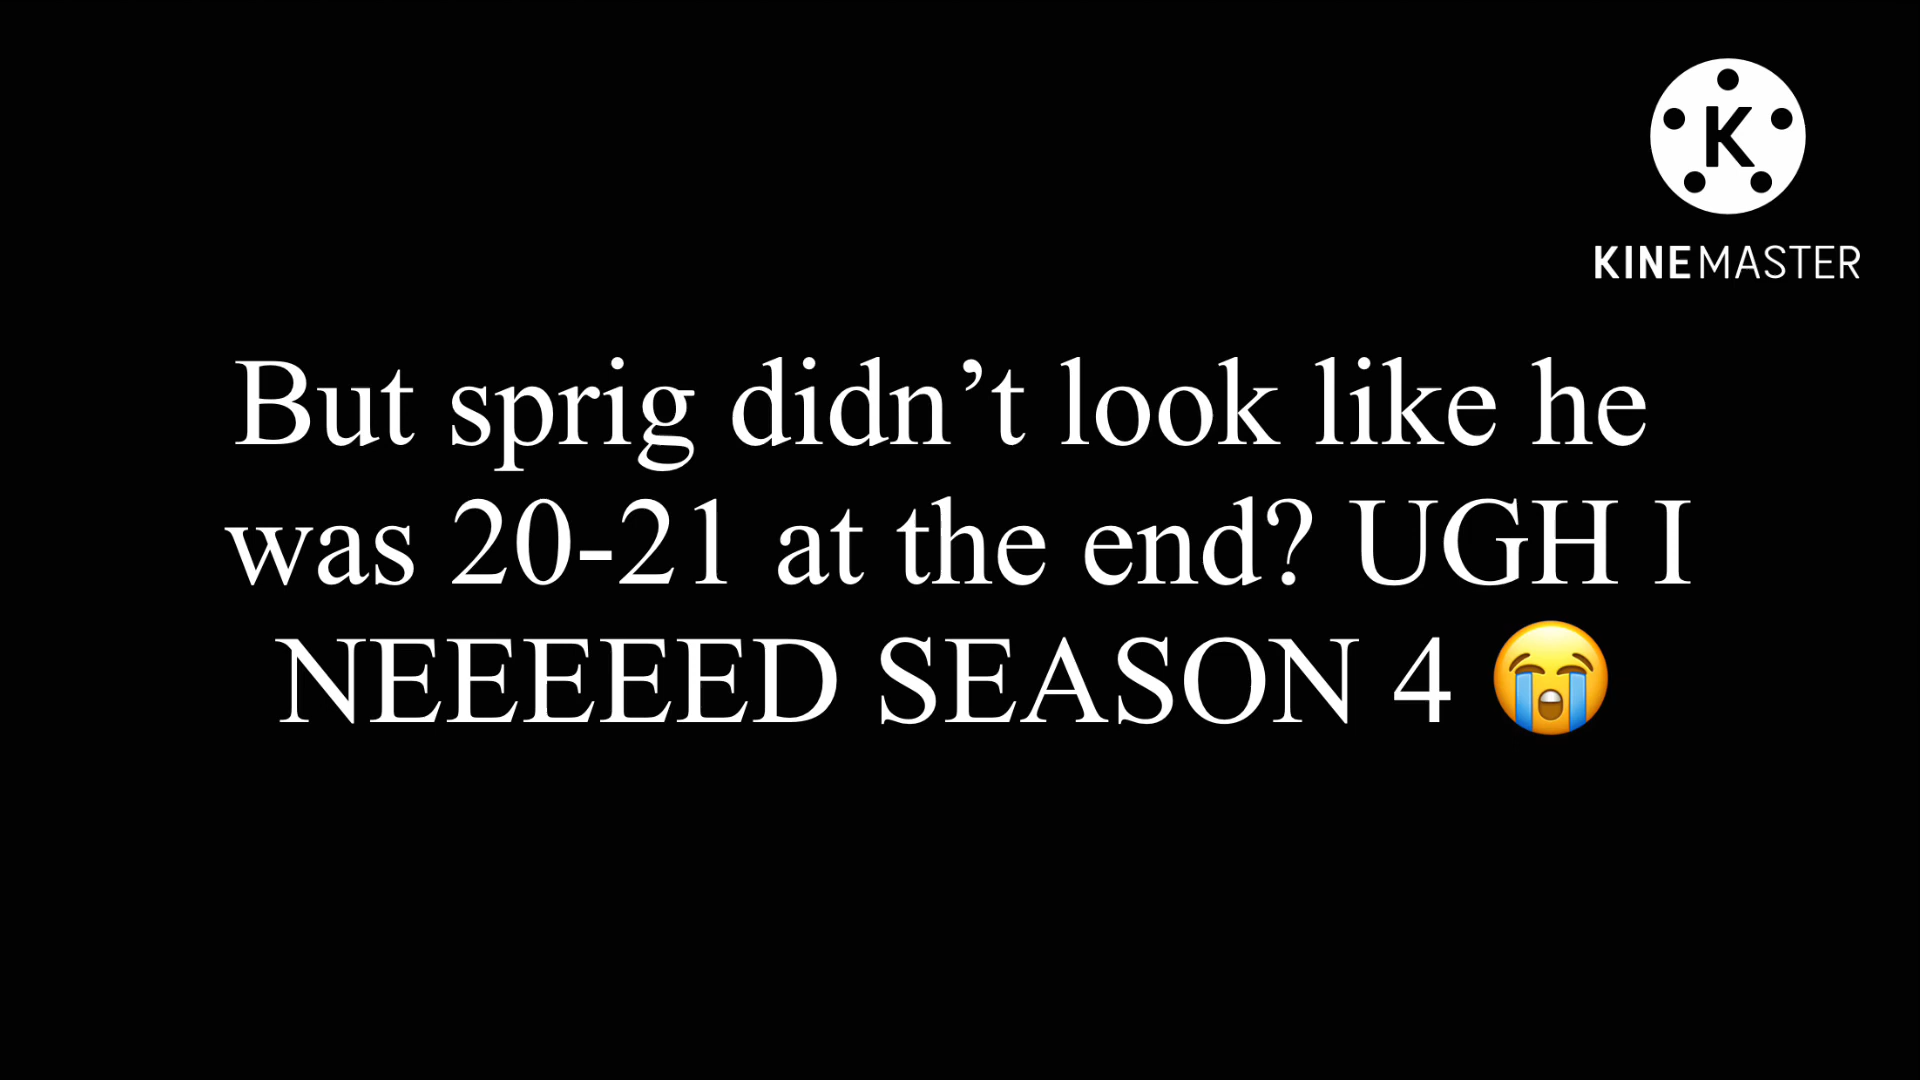 K
KINEMASTER
But sprig didn’t look like he
was 20-21 at the end? UGH I
NEEEEED SEASON 4 😭